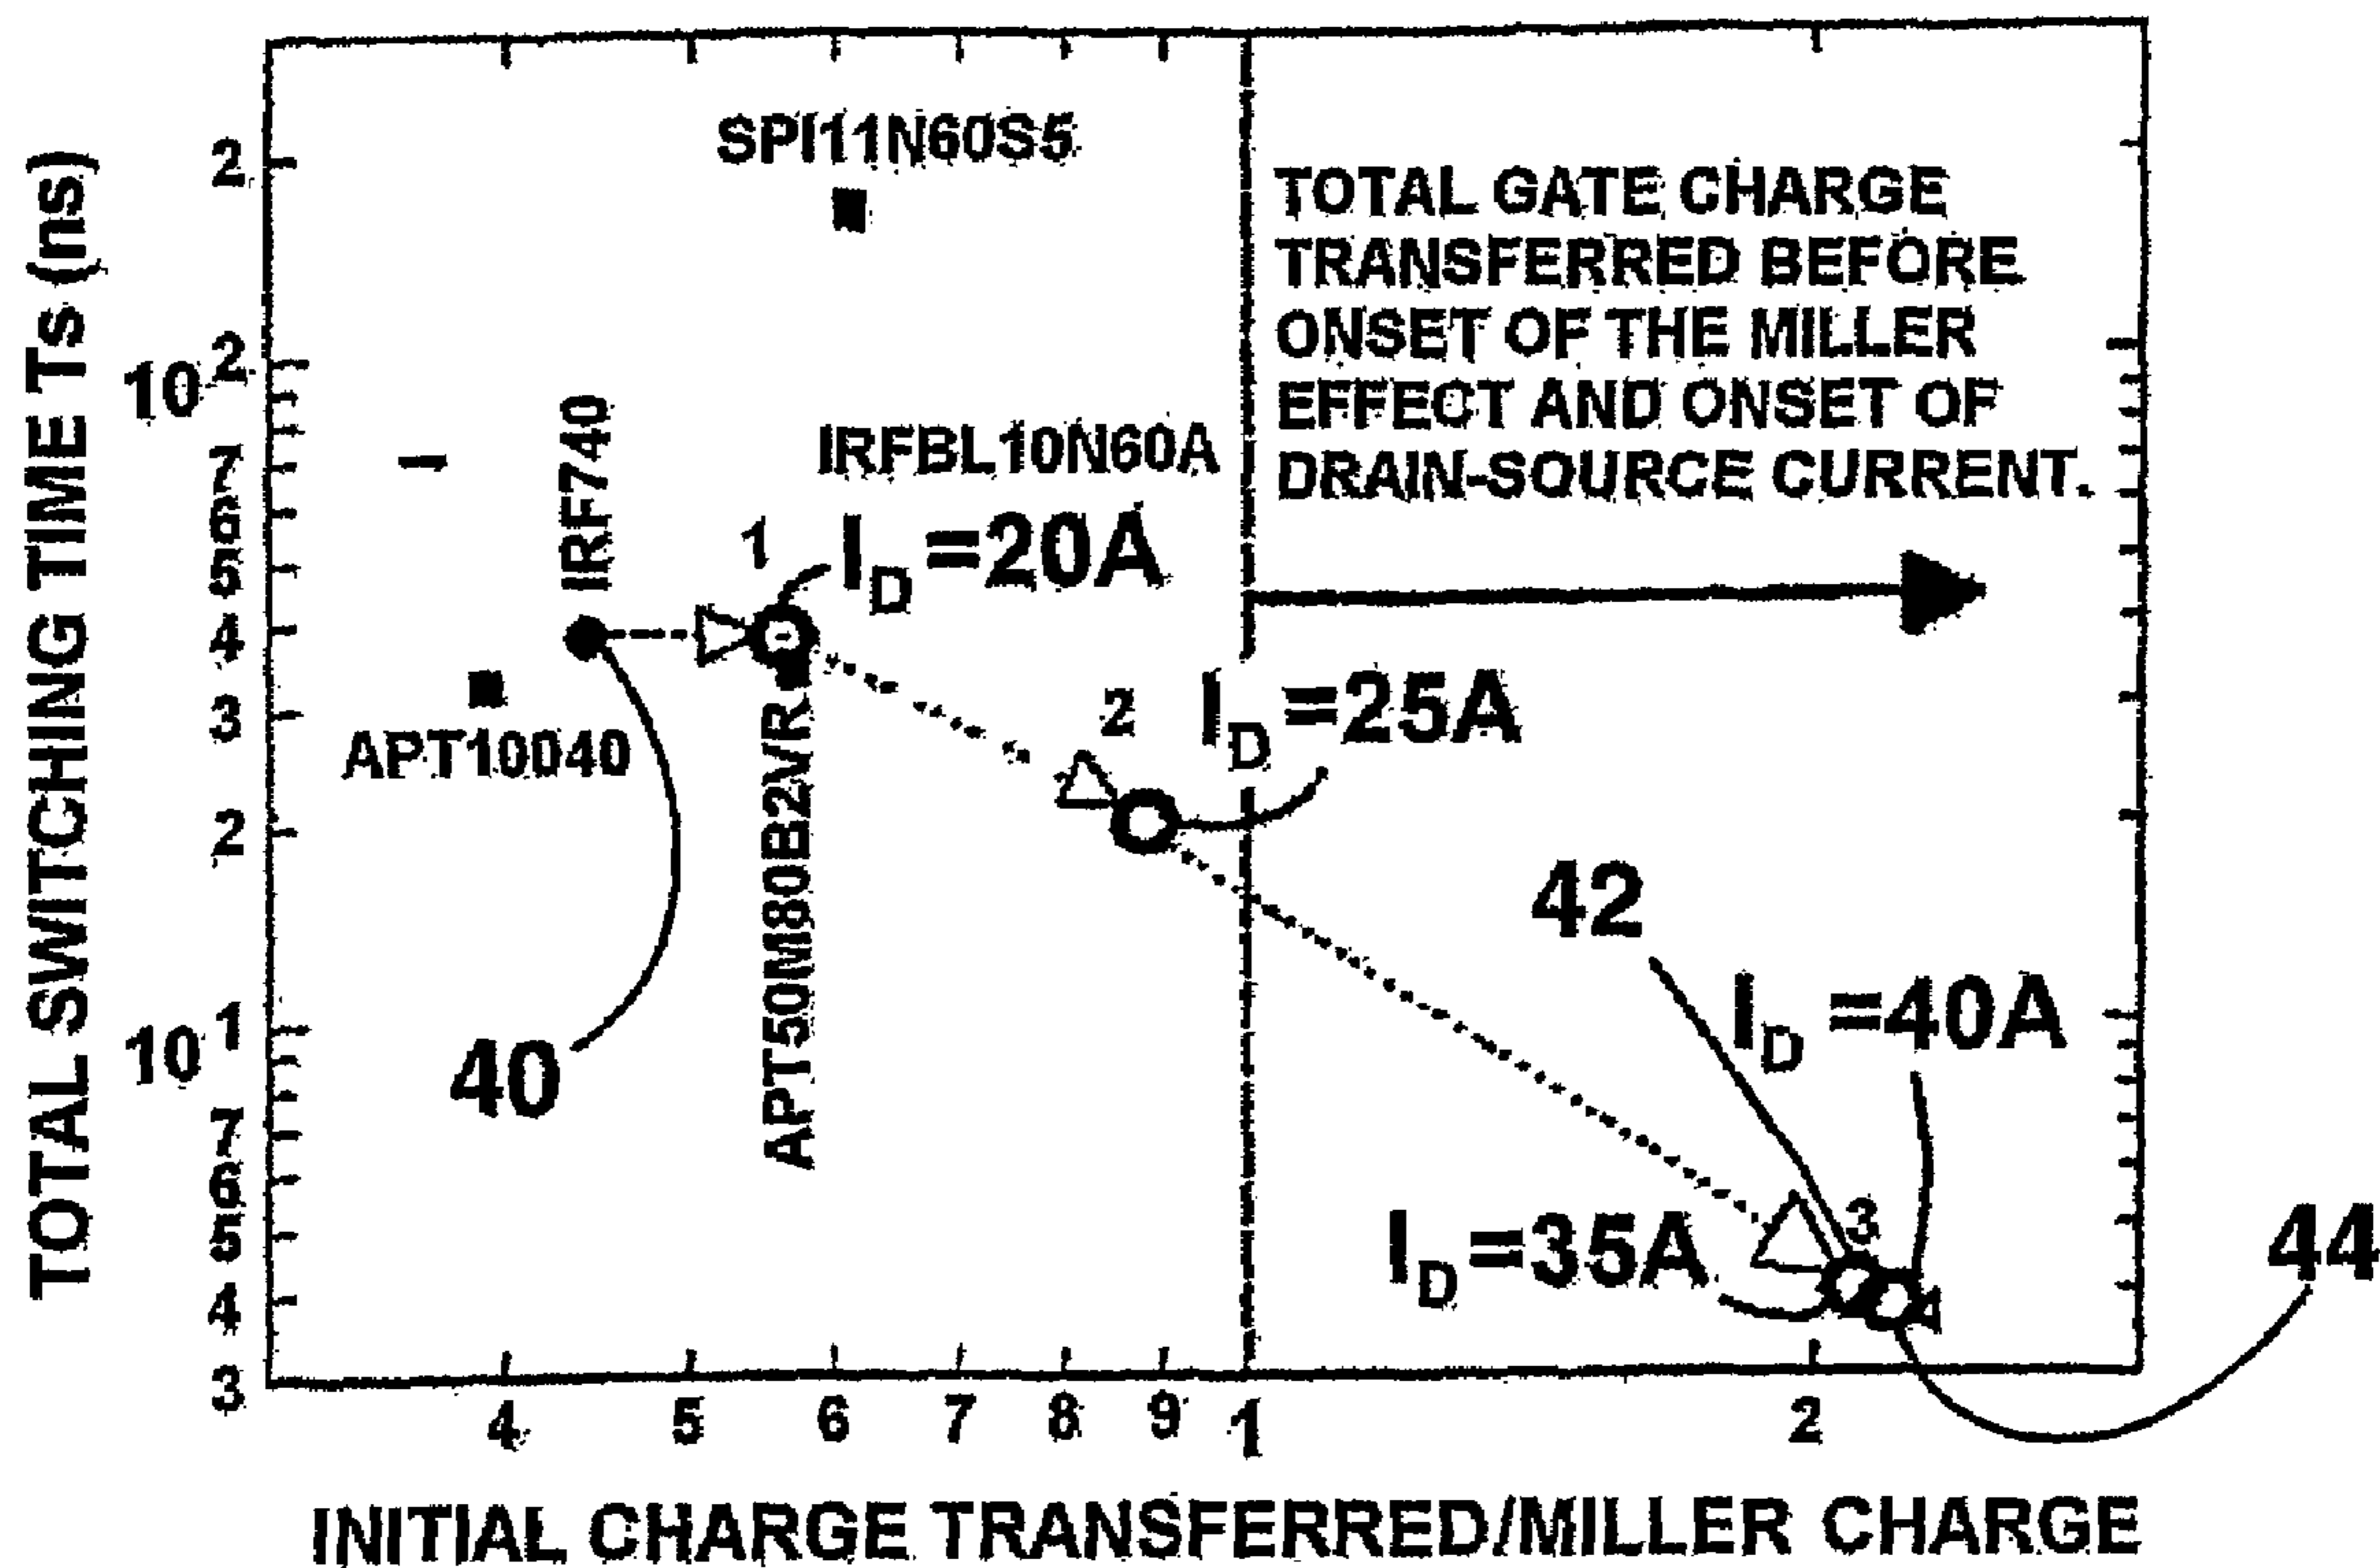 TOTAL SWITCHING TIME Ts (ns)
2
10 2
7
6
5
4
3
2
10 1
7
6
5
4
3
SPI11N60S5
TOTAL GATE CHARGE
TRANSFERRED BEFORE
ONSET OF THE MILLER
EFFECT AND ONSET OF
DRAIN-SOURCE CURRENT.
IRF740
IRFBL10N60A
1
ID =20A
APT10040
APT50M80B2VR
2
ID =25A
40
42
ID =40A
ID =35A
3
4
44
4 5 6 7 8 9 1 2
INITIAL CHARGE TRANSFERRED/MILLER CHARGE